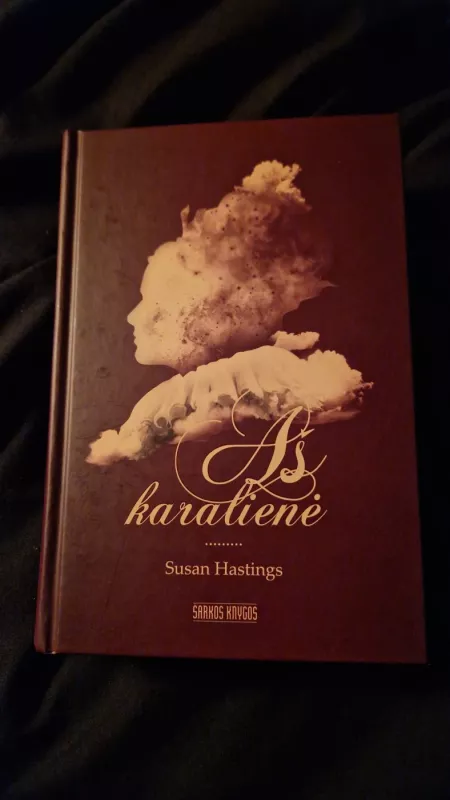 Aš
karalienė
Susan Hastings
ŠARKOS KNYGOS